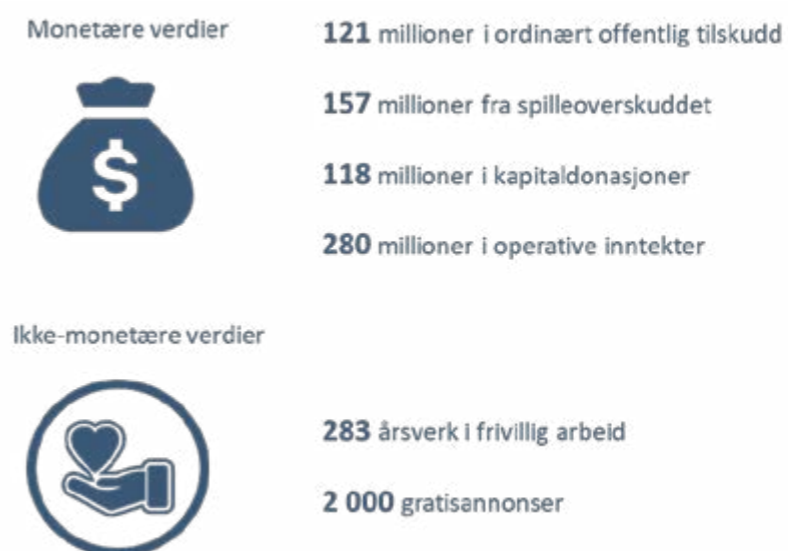 Monetære verdier
121 millioner i ordinært offentlig tilskudd
157 millioner fra spilleoverskuddet
$
118 millioner i kapitaldonasjoner
280 millioner i operative inntekter
Ikke-monetære verdier
283 årsverk i frivillig arbeid
2 000 gratisannonser